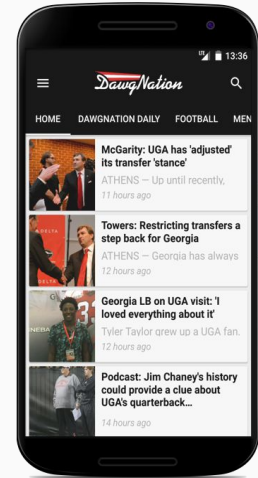 LTE 13:36
DawgNation
HOME DAWGNATION DAILY FOOTBALL MEN
McGarity: UGA has 'adjusted'
its transfer 'stance'
ATHENS — Up until recently,
11 hours ago
Towers: Restricting transfers a
step back for Georgia
ATHENS — Georgia has always
12 hours ago
DELTA
Georgia LB on UGA visit: 'I
loved everything about it'
Tyler Taylor grew up a UGA fan.
12 hours ago
Podcast: Jim Chaney's history
could provide a clue about
UGA's quarterback...
14 hours ago